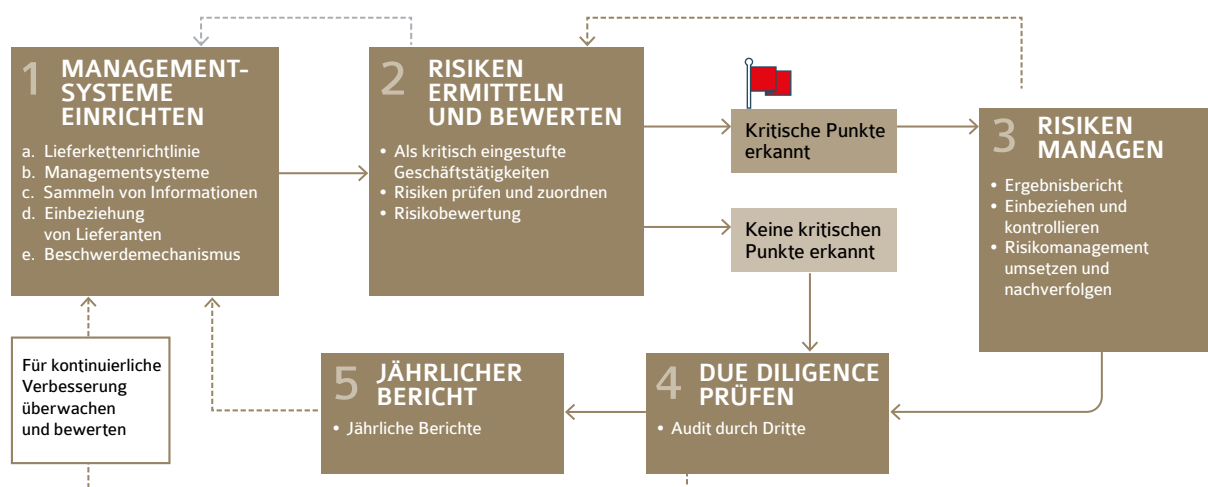 1
MANAGEMENT-
SYSTEME
EINRICHTEN
a. Lieferkettenrichtlinie
b. Managementsysteme
c. Sammeln von Informationen
d. Einbeziehung
von Lieferanten
e. Beschwerdemechanismus
2
RISIKEN
ERMITTELN
UND BEWERTEN
• Als kritisch eingestufte
Geschäftstätigkeiten
• Risiken prüfen und zuordnen
• Risikobewertung
Kritische Punkte
erkannt
Keine kritischen
Punkte erkannt
3
RISIKEN
MANAGEN
• Ergebnisbericht
• Einbeziehen und
kontrollieren
• Risikomanagement
umsetzen und
nachverfolgen
4
DUE DILIGENCE
PRÜFEN
• Audit durch Dritte
5
JÄHRLICHER
BERICHT
• Jährliche Berichte
Für kontinuierliche
Verbesserung
überwachen
und bewerten